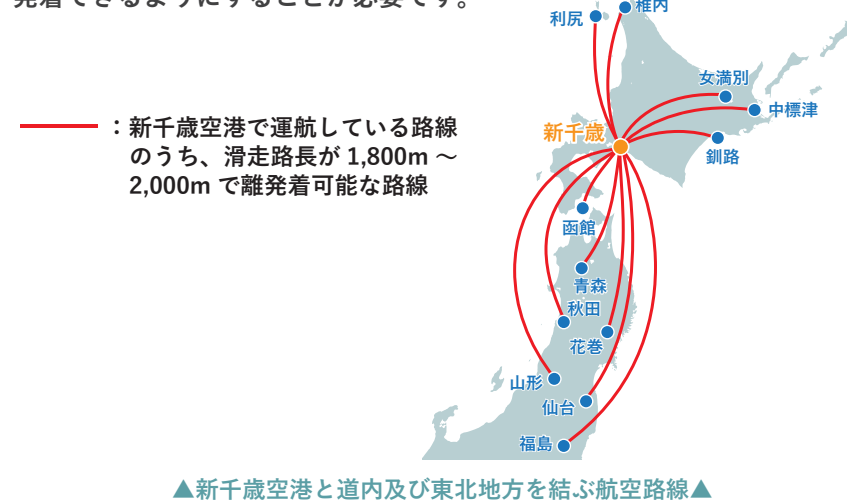 発着できるようにすることが必要です。
：新千歳空港で運航している路線
のうち、滑走路長が 1,800m ～
2,000m で離発着可能な路線
稚内
利尻
女満別
中標津
新千歳
釧路
函館
青森
秋田
花巻
山形
仙台
福島
▲新千歳空港と道内及び東北地方を結ぶ航空路線▲